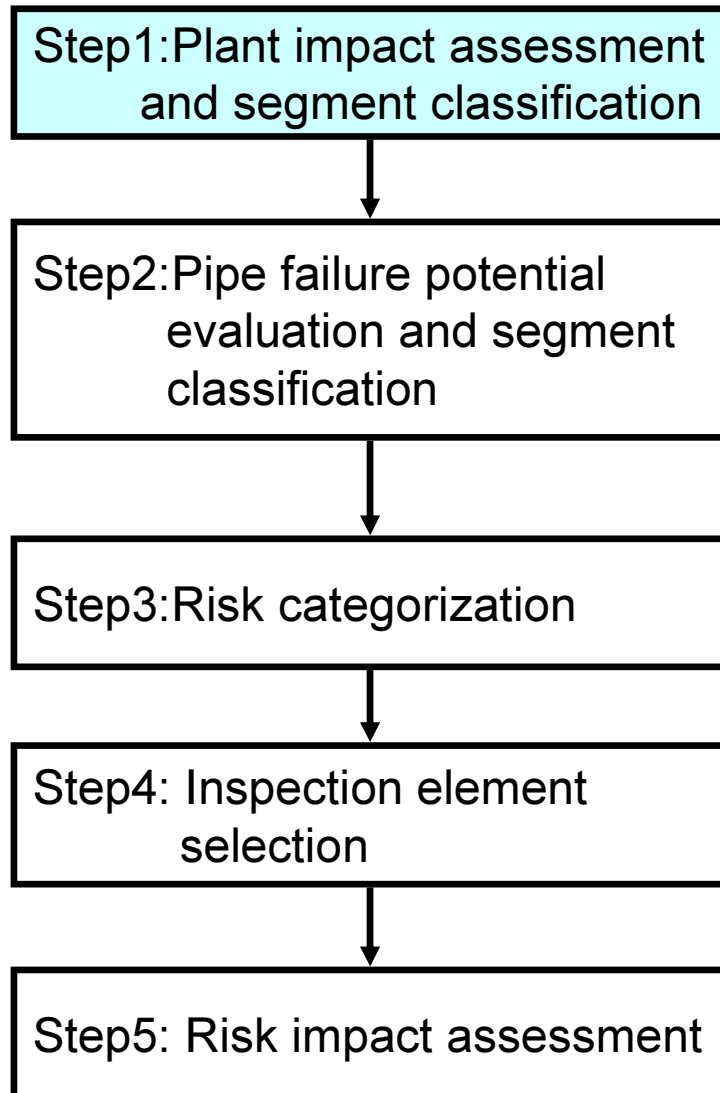 Step1:Plant impact assessment
and segment classification
Step2:Pipe failure potential
evaluation and segment
classification
Step3:Risk categorization
Step4: Inspection element
selection
Step5: Risk impact assessment